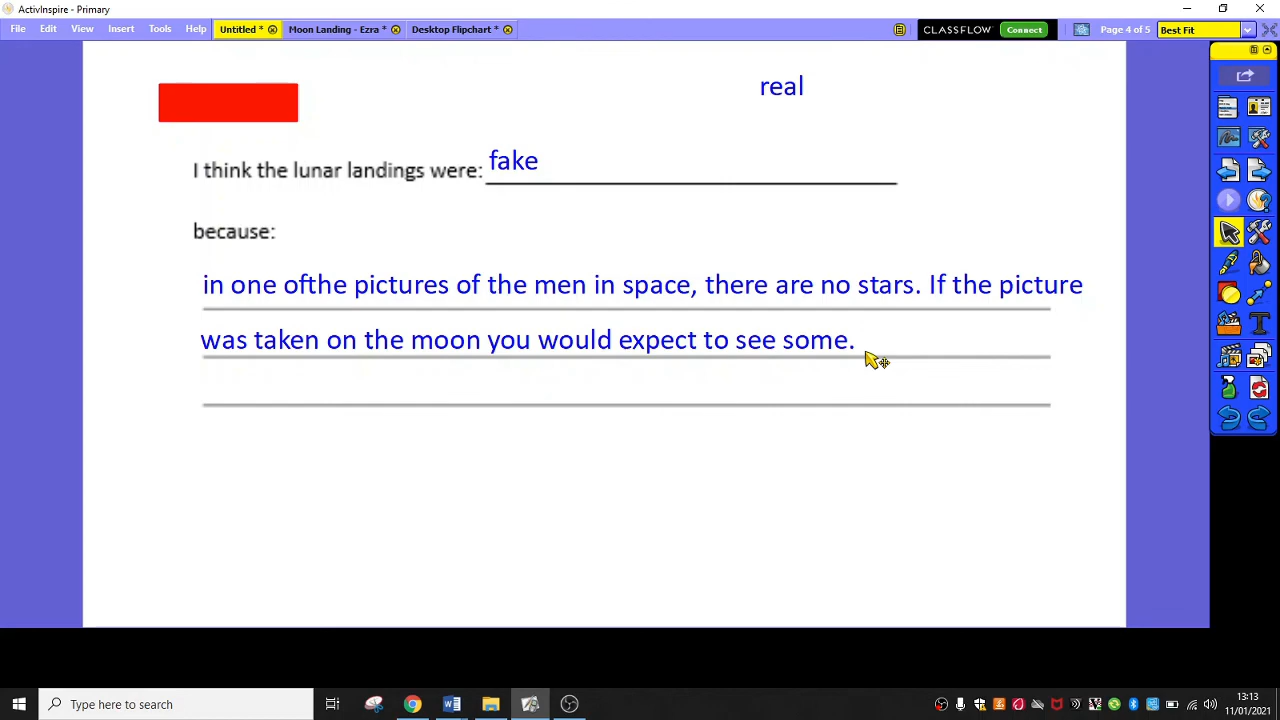 ActivInspire - Primary
File Edit View Insert Tools Help Untitled * Moon Landing - Ezra * Desktop Flipchart * CLASSFLOW Connect Page 4 of 5 Best Fit
real
I think the lunar landings were: fake
because:
in one ofthe pictures of the men in space, there are no stars. If the picture
was taken on the moon you would expect to see some.
Type here to search
13:13
11/01/2021